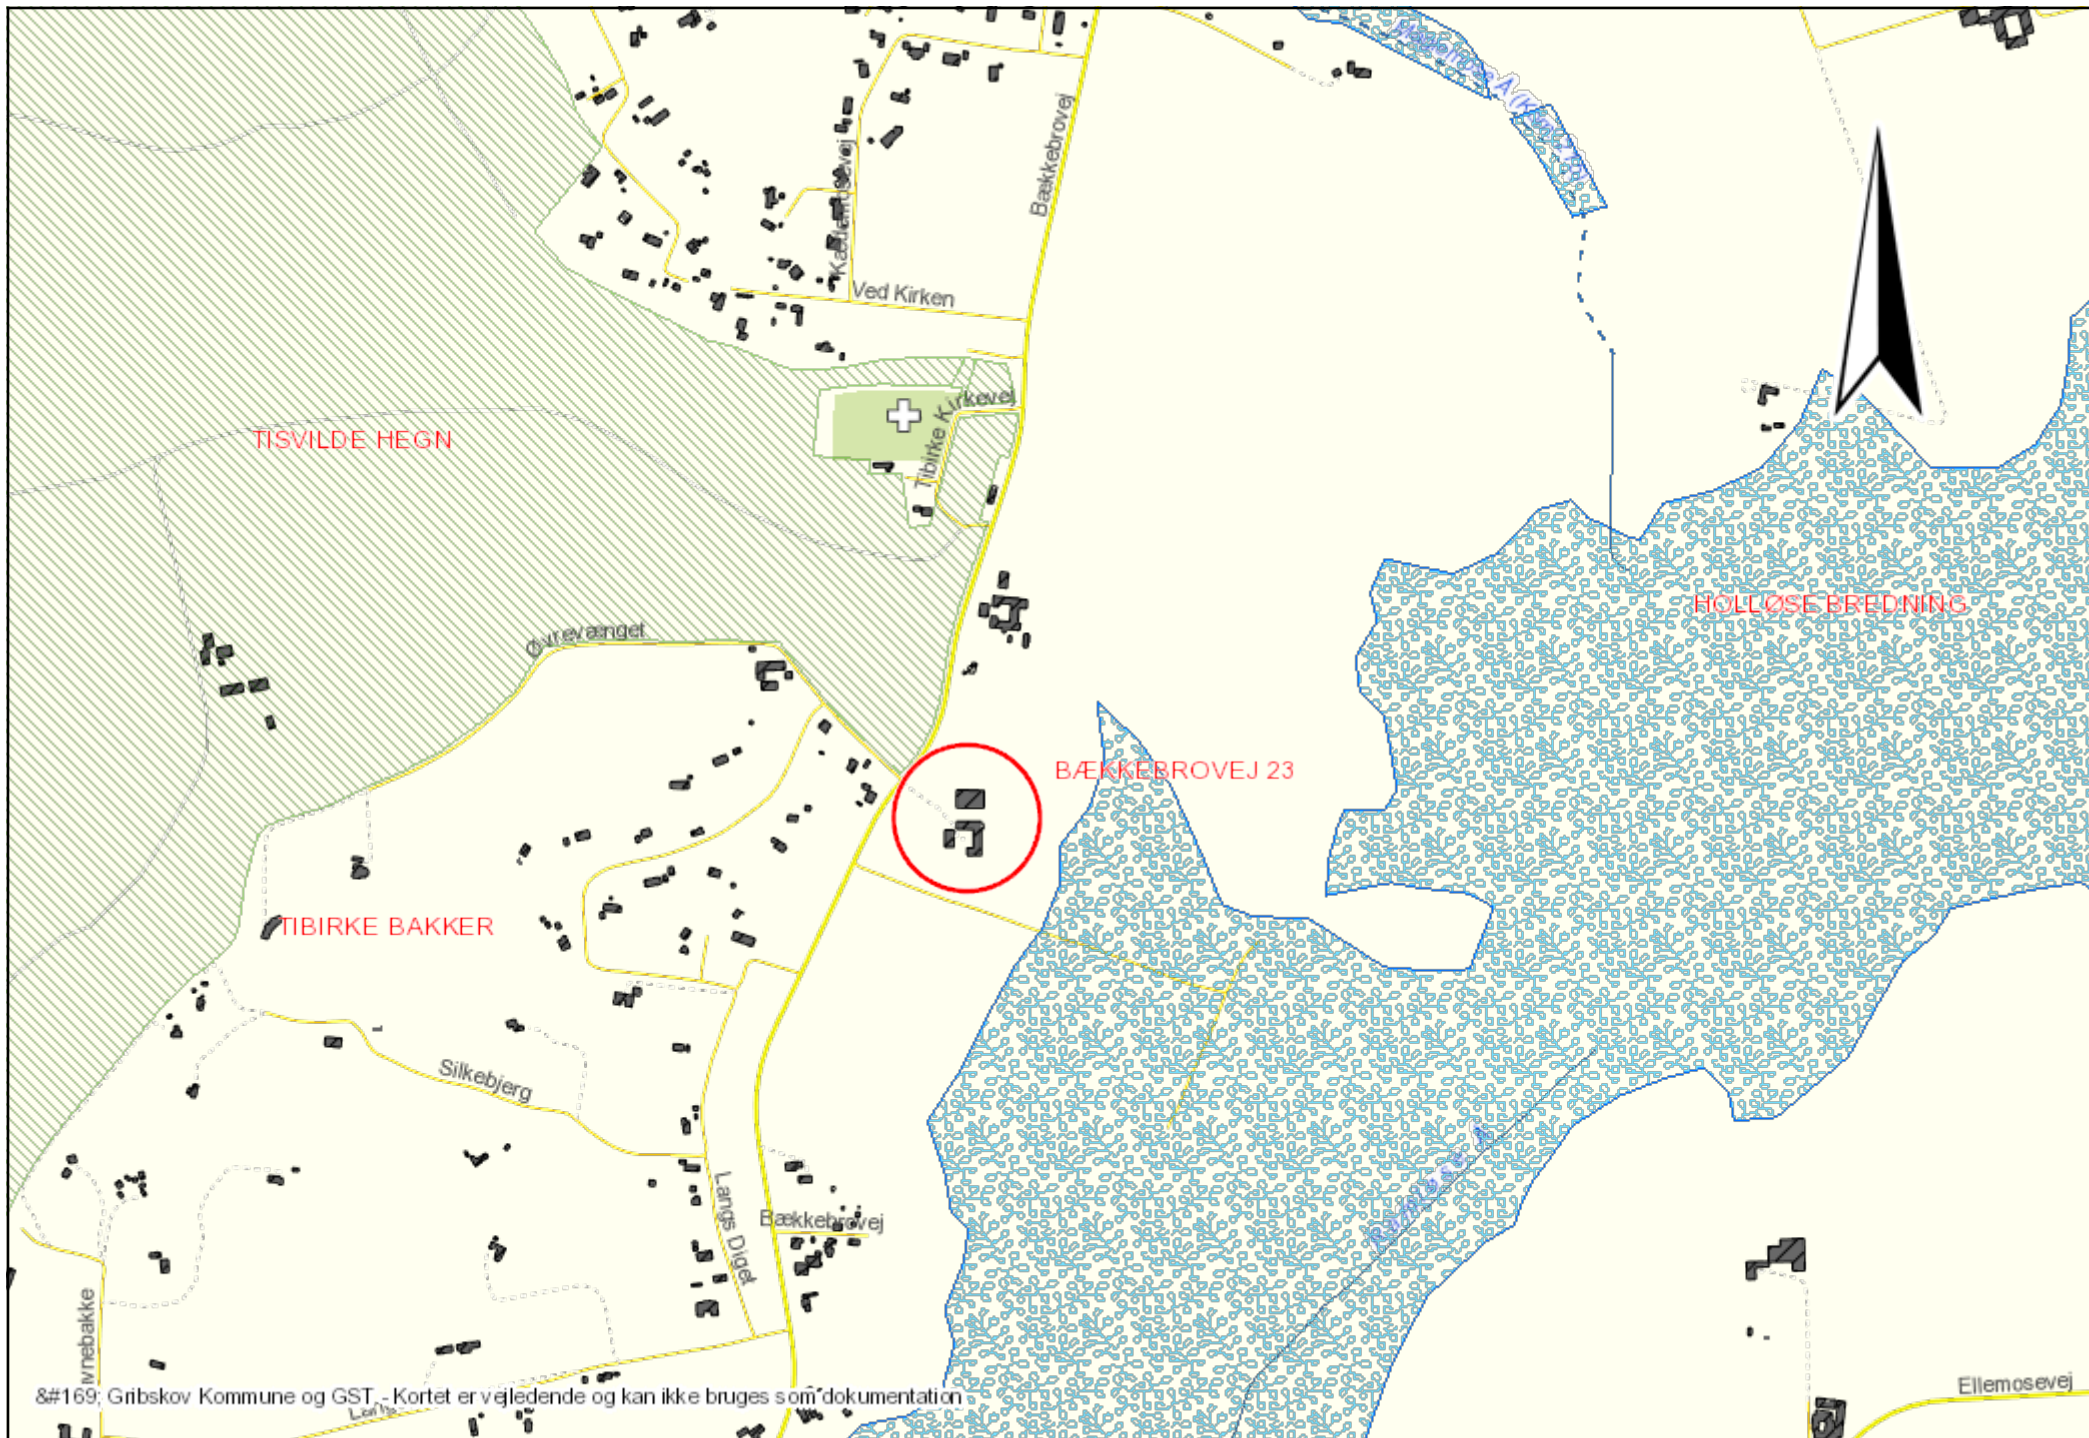 Bækkebrovej
Ved Kirken
Tibirke Kirkevej
TISVILDE HEGN
HOLLØSE BREDNING
Øvrevænget
BÆKKEBROVEJ 23
TIBIRKE BAKKER
Silkebjerg
Langs Diget
Bækkebrovej
Ellemosevej
&#169; Gribskov Kommune og GST, - Kortet er vejledende og kan ikke bruges som dokumentation